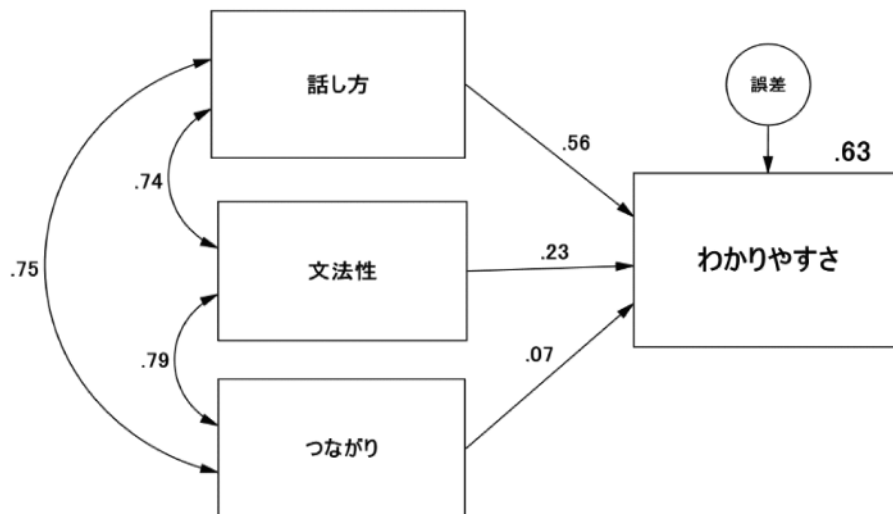 話し方
誤差
.56
.63
.74
わかりやすさ
.75
文法性
.23
.79
.07
つながり